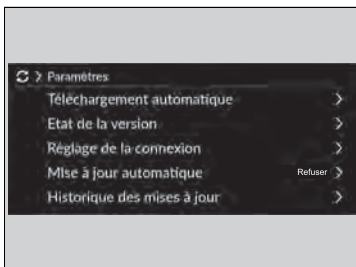 > Paramètres
Téléchargement automatique >
Etat de la version >
Réglage de la connexion >
Mise à jour automatique Refuser >
Historique des mises à jour >